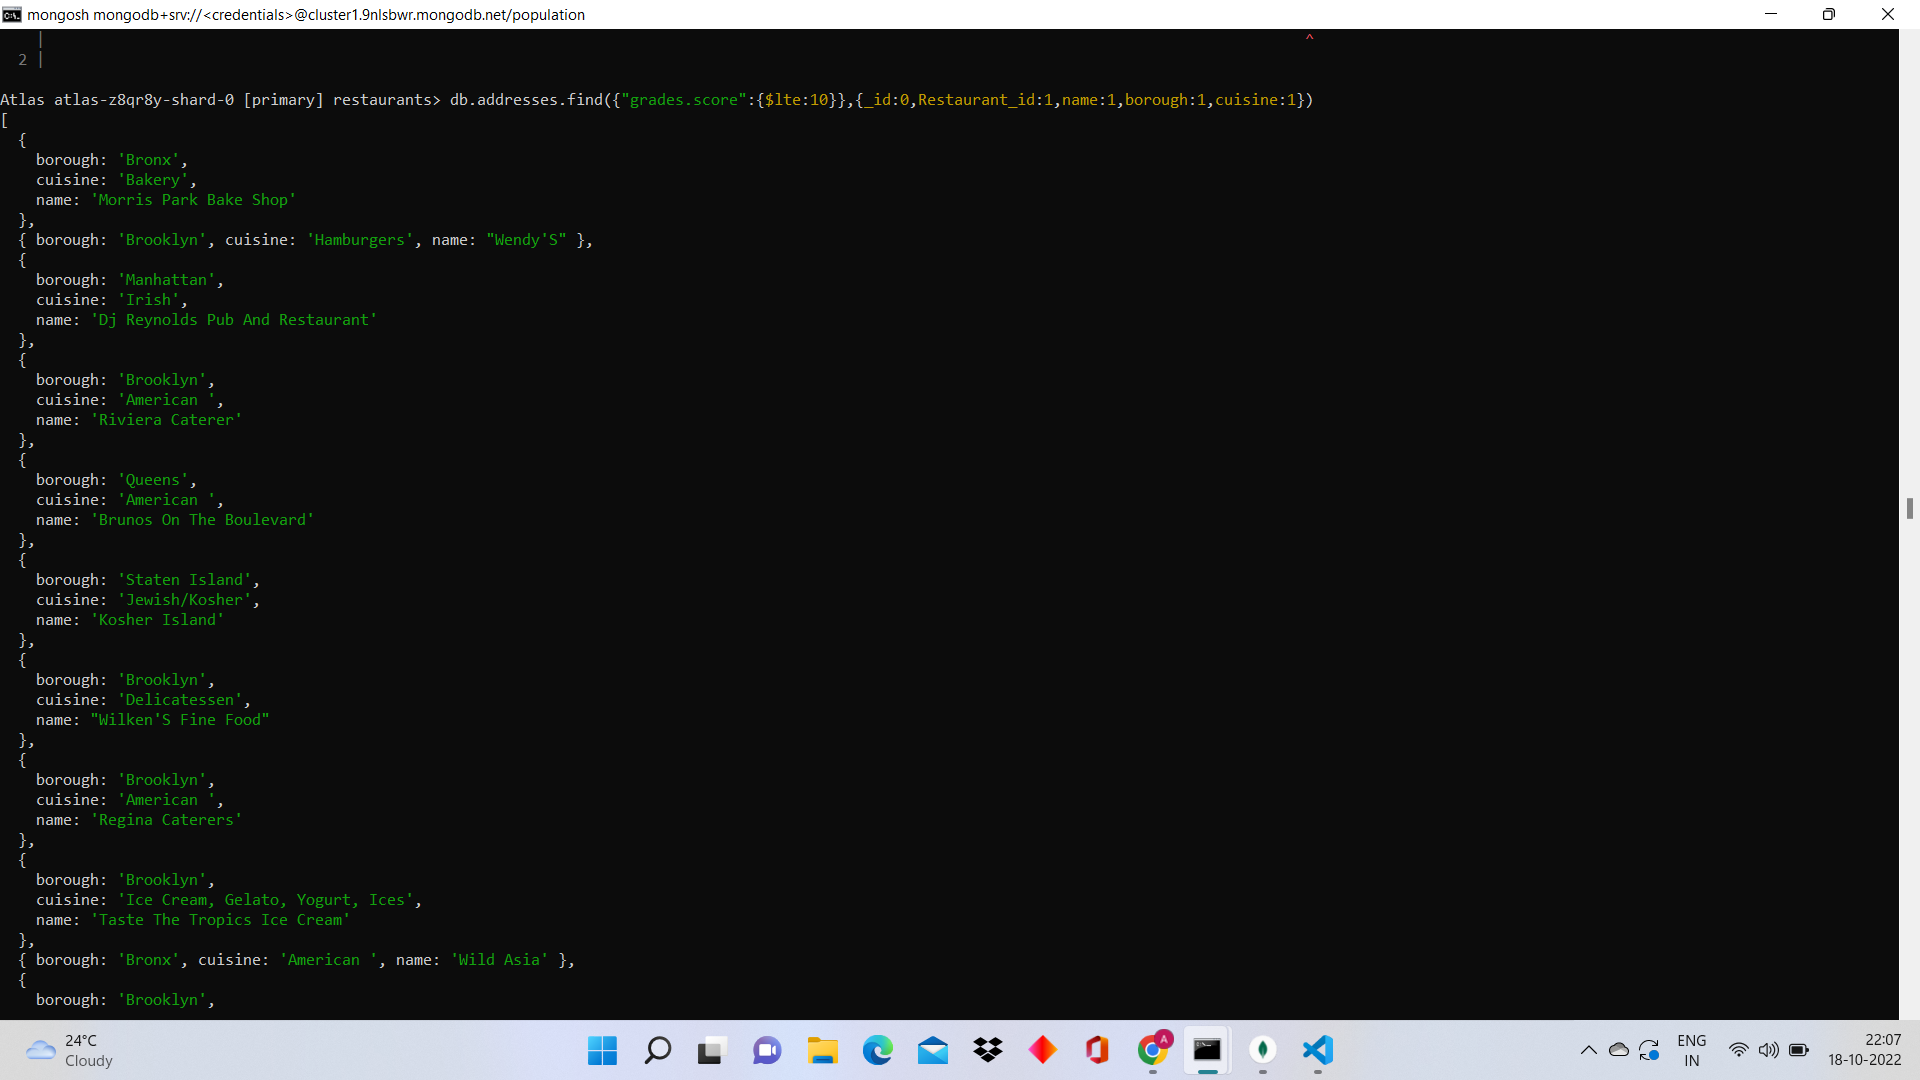 mongosh mongodb+srv://<credentials>@cluster1.9nlsbwr.mongodb.net/population
|
^
2 |
Atlas atlas-z8qr8y-shard-0 [primary] restaurants> db.addresses.find({"grades.score":{$lte:10}},{_id:0,Restaurant_id:1,name:1,borough:1,cuisine:1})
[
  {
    borough: 'Bronx',
    cuisine: 'Bakery',
    name: 'Morris Park Bake Shop'
  },
  { borough: 'Brooklyn', cuisine: 'Hamburgers', name: "Wendy'S" },
  {
    borough: 'Manhattan',
    cuisine: 'Irish',
    name: 'Dj Reynolds Pub And Restaurant'
  },
  {
    borough: 'Brooklyn',
    cuisine: 'American ',
    name: 'Riviera Caterer'
  },
  {
    borough: 'Queens',
    cuisine: 'American ',
    name: 'Brunos On The Boulevard'
  },
  {
    borough: 'Staten Island',
    cuisine: 'Jewish/Kosher',
    name: 'Kosher Island'
  },
  {
    borough: 'Brooklyn',
    cuisine: 'Delicatessen',
    name: "Wilken'S Fine Food"
  },
  {
    borough: 'Brooklyn',
    cuisine: 'American ',
    name: 'Regina Caterers'
  },
  {
    borough: 'Brooklyn',
    cuisine: 'Ice Cream, Gelato, Yogurt, Ices',
    name: 'Taste The Tropics Ice Cream'
  },
  { borough: 'Bronx', cuisine: 'American ', name: 'Wild Asia' },
  {
    borough: 'Brooklyn',
24°C
Cloudy
A
ENG
IN
22:07
18-10-2022